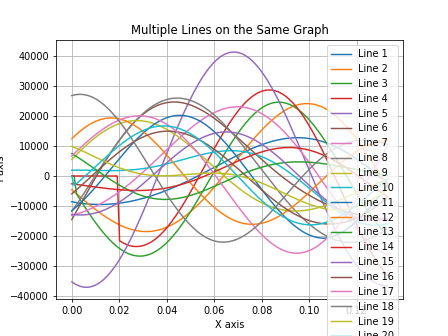 Multiple Lines on the Same Graph
40000
30000
20000
10000
0
−10000
−20000
−30000
−40000
0.00
0.02
0.04
0.06
0.08
0.10
X axis
axis
Line 1
Line 2
Line 3
Line 4
Line 5
Line 6
Line 7
Line 8
Line 9
Line 10
Line 11
Line 12
Line 13
Line 14
Line 15
Line 16
Line 17
Line 18
Line 19
Line 20